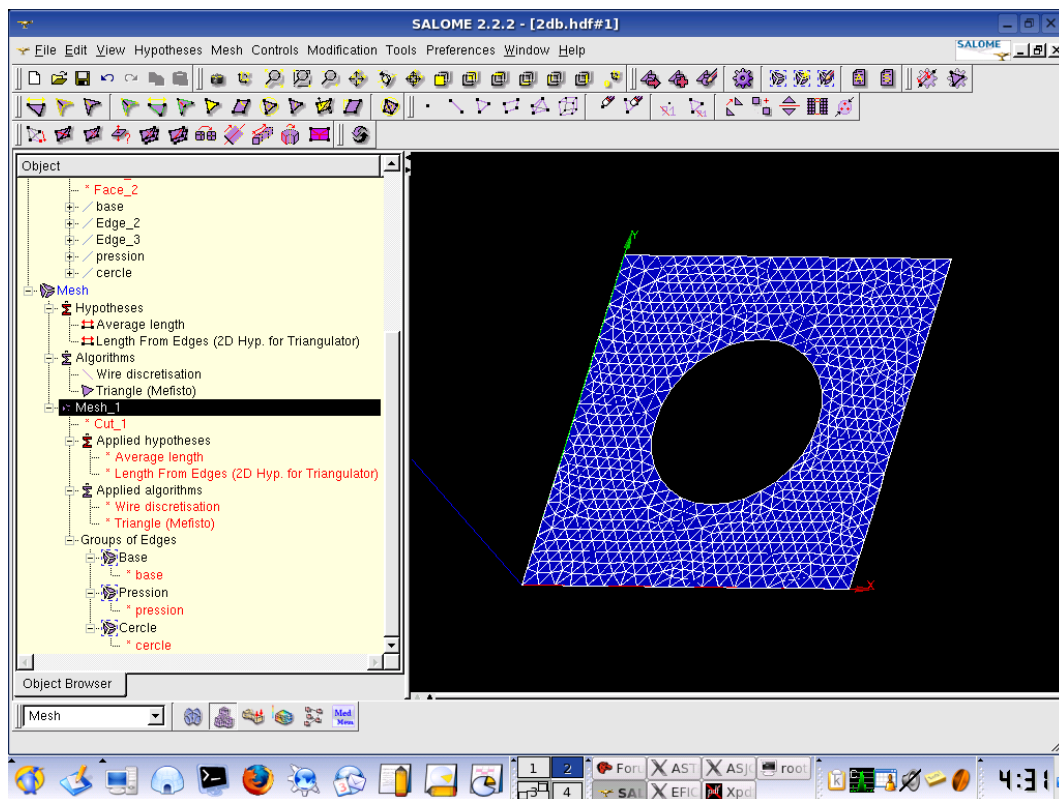 SALOME 2.2.2 - [2db.hdf#1]
File Edit View Hypotheses Mesh Controls Modification Tools Preferences Window Help
SALOME
Object
Face_2
base
Edge_2
Edge_3
pression
cercle
Mesh
Hypotheses
Average length
Length From Edges (2D Hyp. for Triangulator)
Algorithms
Wire discretisation
Triangle (Mefisto)
Mesh_1
* Cut_1
Applied hypotheses
* Average length
* Length From Edges (2D Hyp. for Triangulator)
Applied algorithms
* Wire discretisation
* Triangle (Mefisto)
Groups of Edges
Base
* base
Pression
* pression
Cercle
* cercle
Object Browser
Y
X
Mesh
Med
1 2 Foru AST ASJC root
3 4 SAL EFIC Xpd
4:31